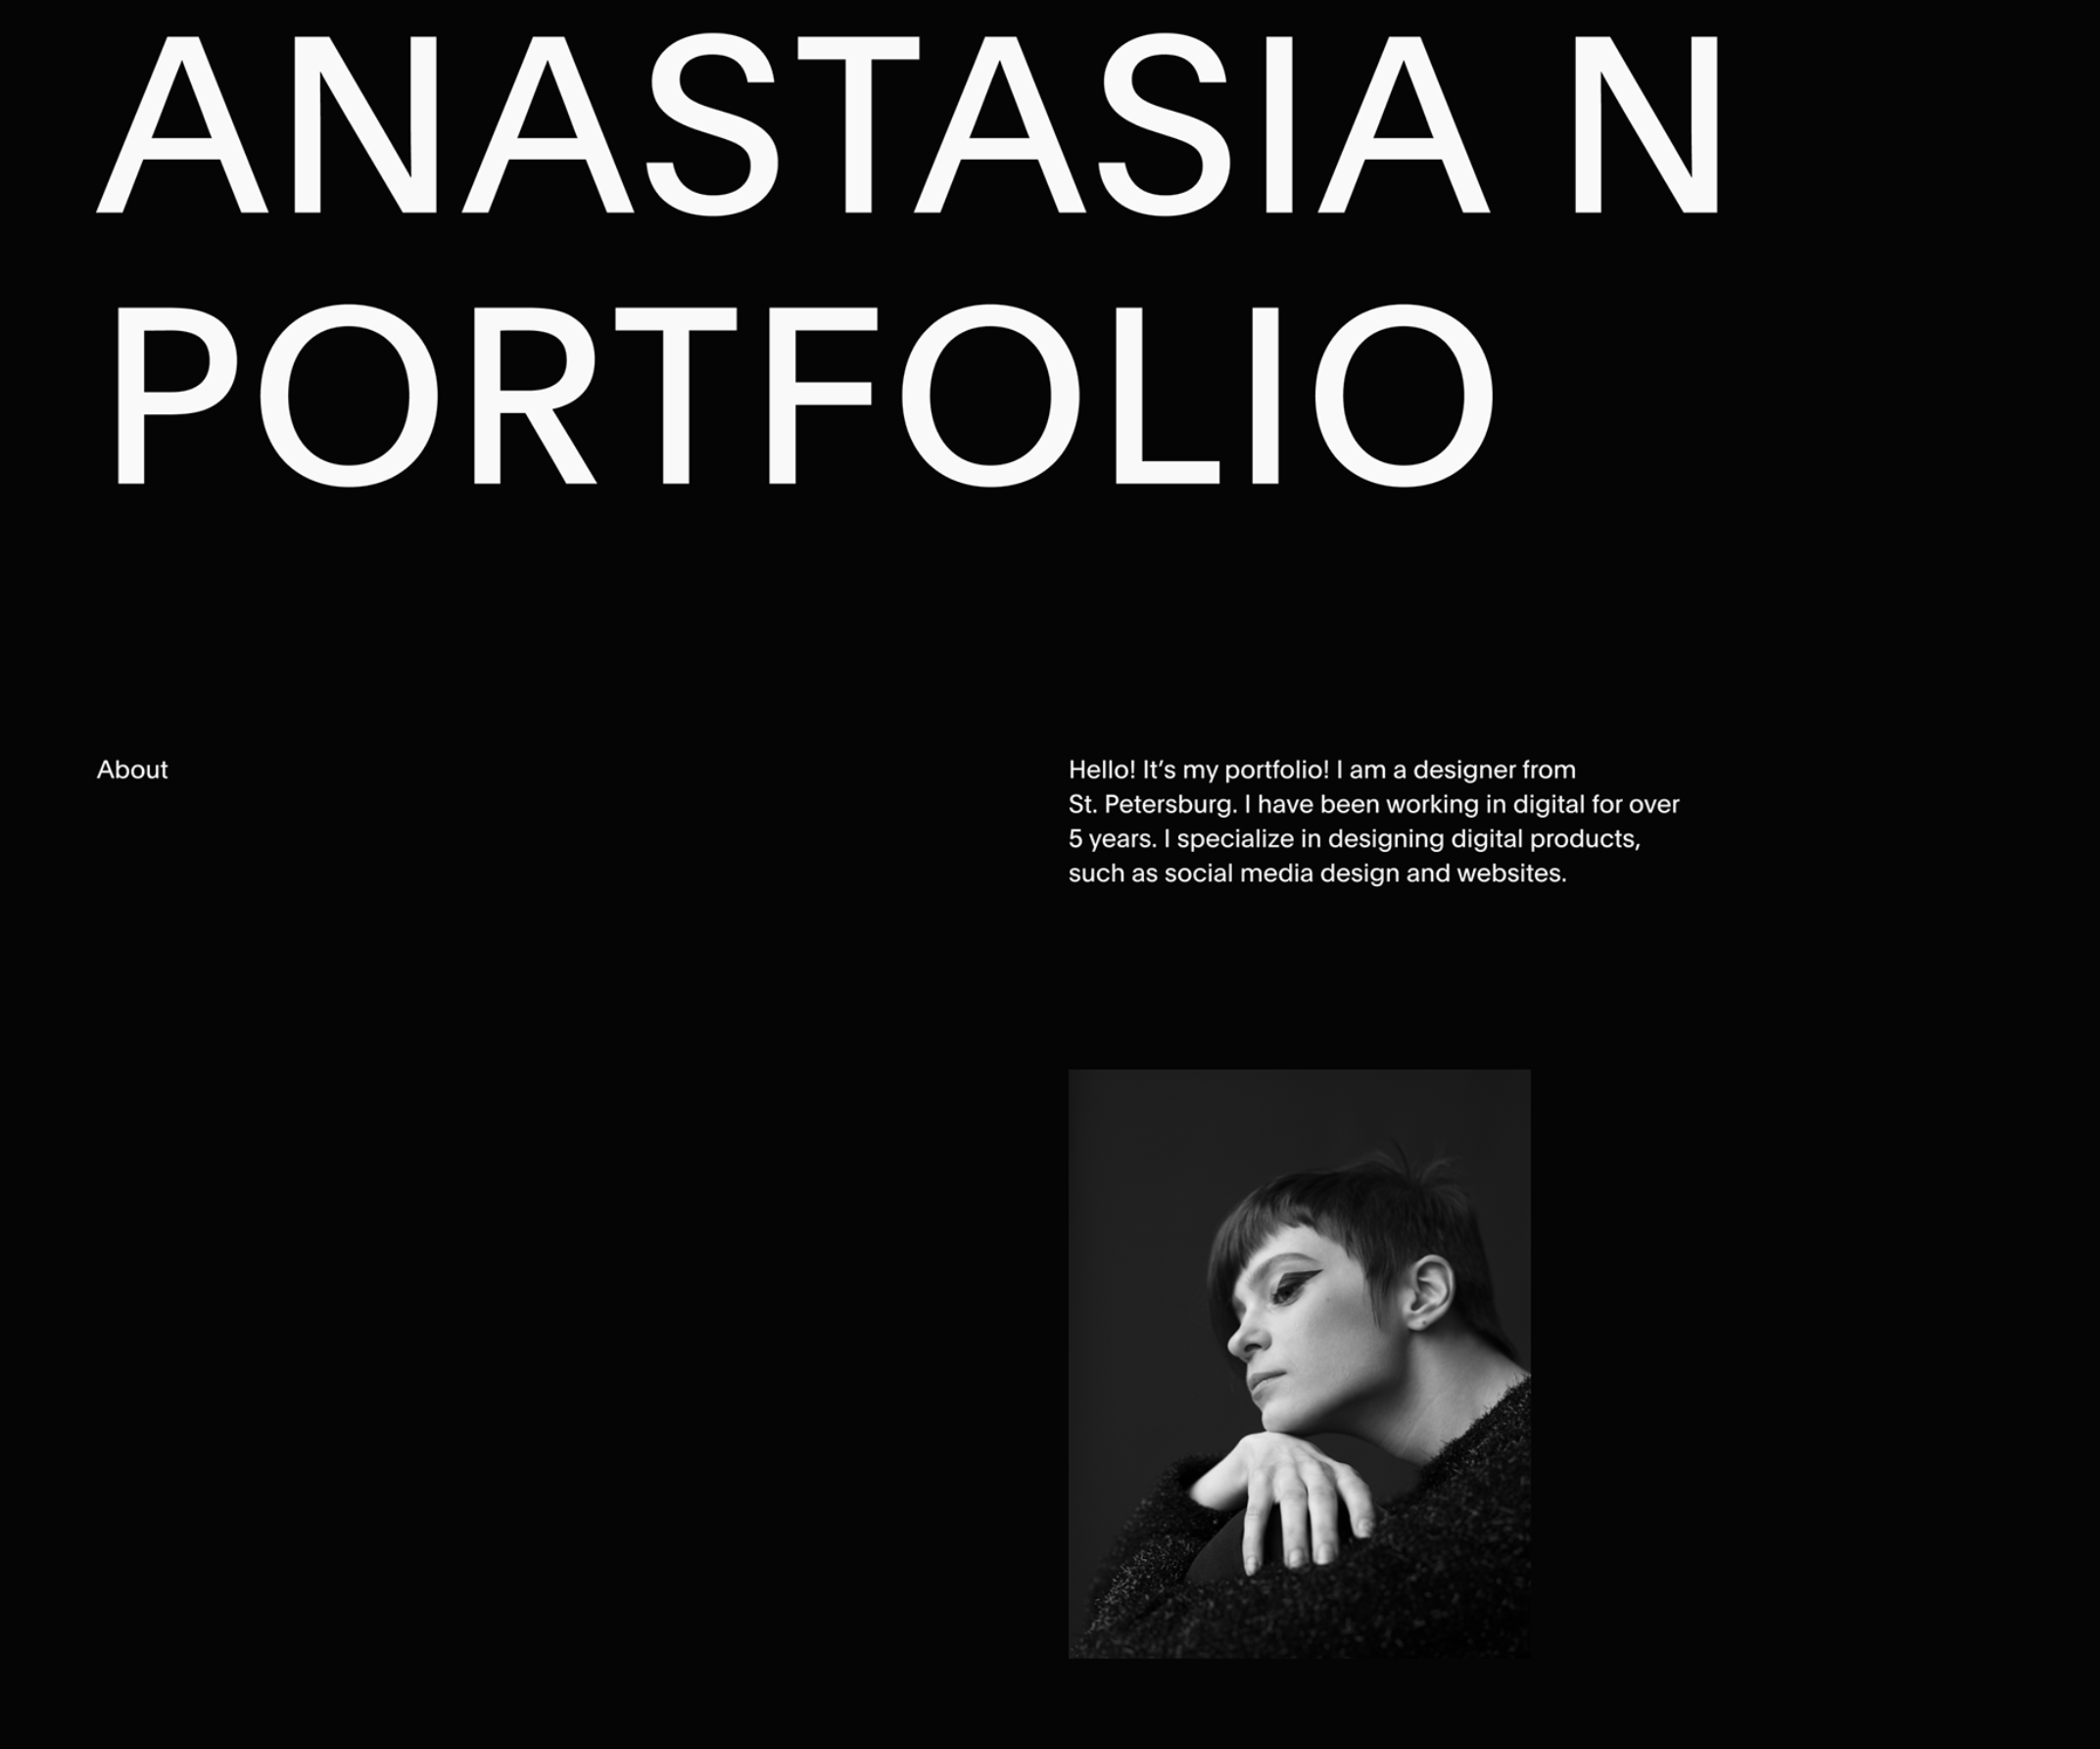 ANASTASIA N
PORTFOLIO
About
Hello! It’s my portfolio! I am a designer from
St. Petersburg. I have been working in digital for over
5 years. I specialize in designing digital products,
such as social media design and websites.